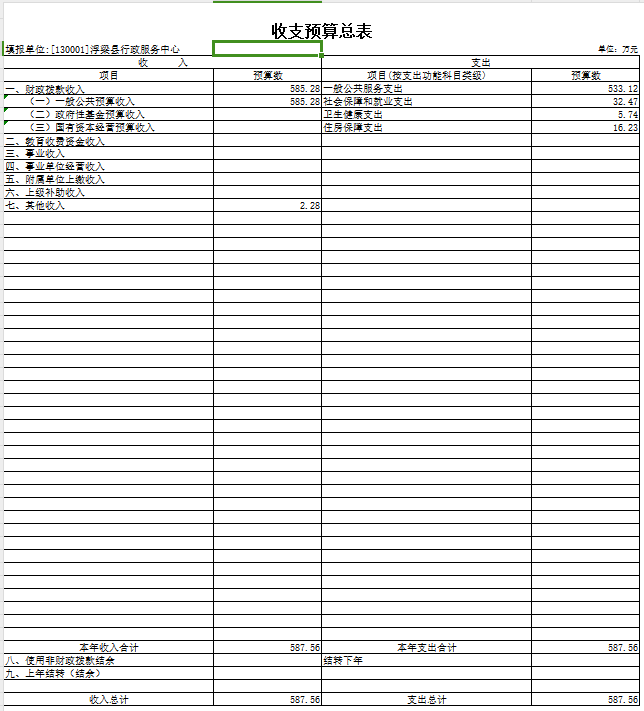 收支预算总表
填报单位:[130001]浮梁县行政服务中心 单位: 万元
收 入 支出
项目 预算数 项目(按支出功能科目类级) 预算数
一、财政拨款收入 585.28 一般公共服务支出 533.12
（一）一般公共预算收入 585.28 社会保障和就业支出 32.47
（二）政府性基金预算收入 卫生健康支出 5.74
（三）国有资本经营预算收入 住房保障支出 16.23
二、教育收费资金收入
三、事业收入
四、事业单位经营收入
五、附属单位上缴收入
六、上级补助收入
七、其他收入 2.28
本年收入合计 587.56 本年支出合计 587.56
八、使用非财政拨款结余 结转下年
九、上年结转（结余）
收入总计 587.56 支出总计 587.56